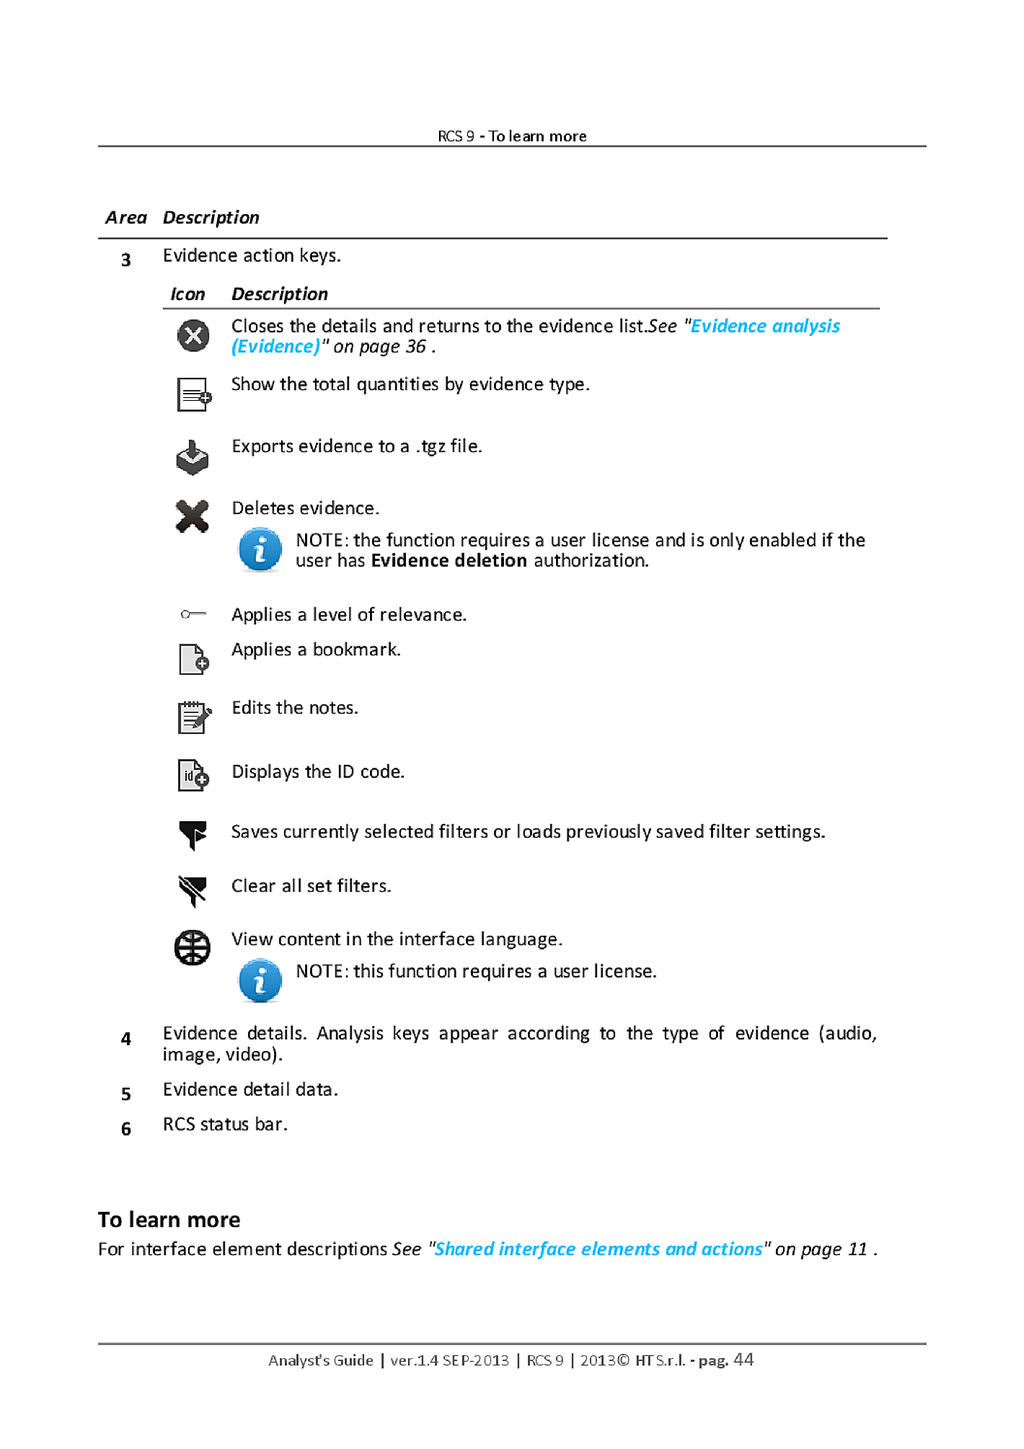 RCS 9 - To learn more
Area Description
3 Evidence action keys.
Icon Description
Closes the details and returns to the evidence list.See "Evidence analysis
(Evidence)" on page 36 .
Show the total quantities by evidence type.
Exports evidence to a .tgz file.
Deletes evidence.
NOTE: the function requires a user license and is only enabled if the
user has Evidence deletion authorization.
Applies a level of relevance.
Applies a bookmark.
Edits the notes.
id
Displays the ID code.
Saves currently selected filters or loads previously saved filter settings.
Clear all set filters.
View content in the interface language.
NOTE: this function requires a user license.
4 Evidence details. Analysis keys appear according to the type of evidence (audio,
image, video).
5 Evidence detail data.
6 RCS status bar.
To learn more
For interface element descriptions See "Shared interface elements and actions" on page 11 .
Analyst's Guide | ver.1.4 SEP-2013 | RCS 9 | 2013© HT S.r.l. - pag. 44